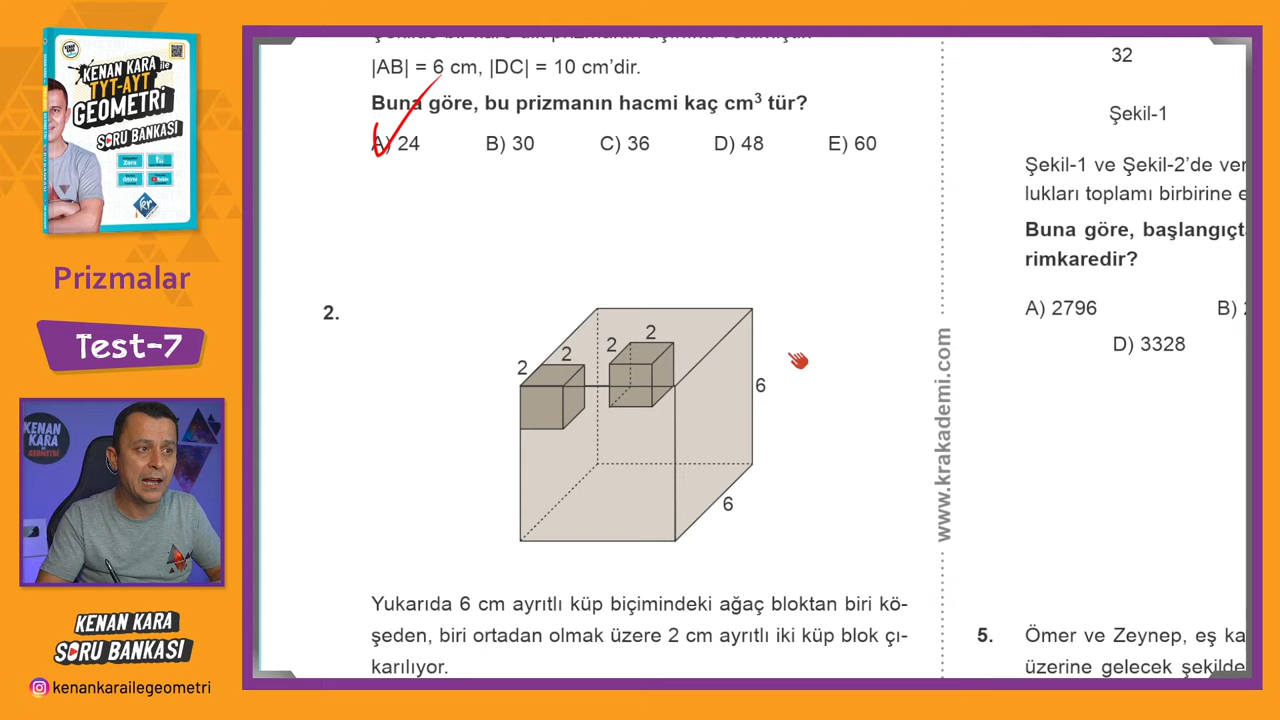 KENAN KARA ile
TYT-AYT
GEOMETRİ
SORU BANKASI
Prizmalar
Test-7
KENAN KARA
SORU BANKASI
kenankarailegeometri
|AB| = 6 cm, |DC| = 10 cm'dir.
Buna göre, bu prizmanın hacmi kaç cm³ tür?
A) 24 B) 30 C) 36 D) 48 E) 60
2.
2
2
2
2
6
6
Yukarıda 6 cm ayrıtlı küp biçimindeki ağaç bloktan biri kö-
şeden, biri ortadan olmak üzere 2 cm ayrıtlı iki küp blok çı-
karılıyor.
www.krakademi.com
32
Şekil-1
Şekil-1 ve Şekil-2'de ver
lukları toplamı birbirine e
Buna göre, başlangıçta
rimkaredir?
A) 2796 B)
D) 3328
5. Ömer ve Zeynep, eş ka
üzerine gelecek şekilde